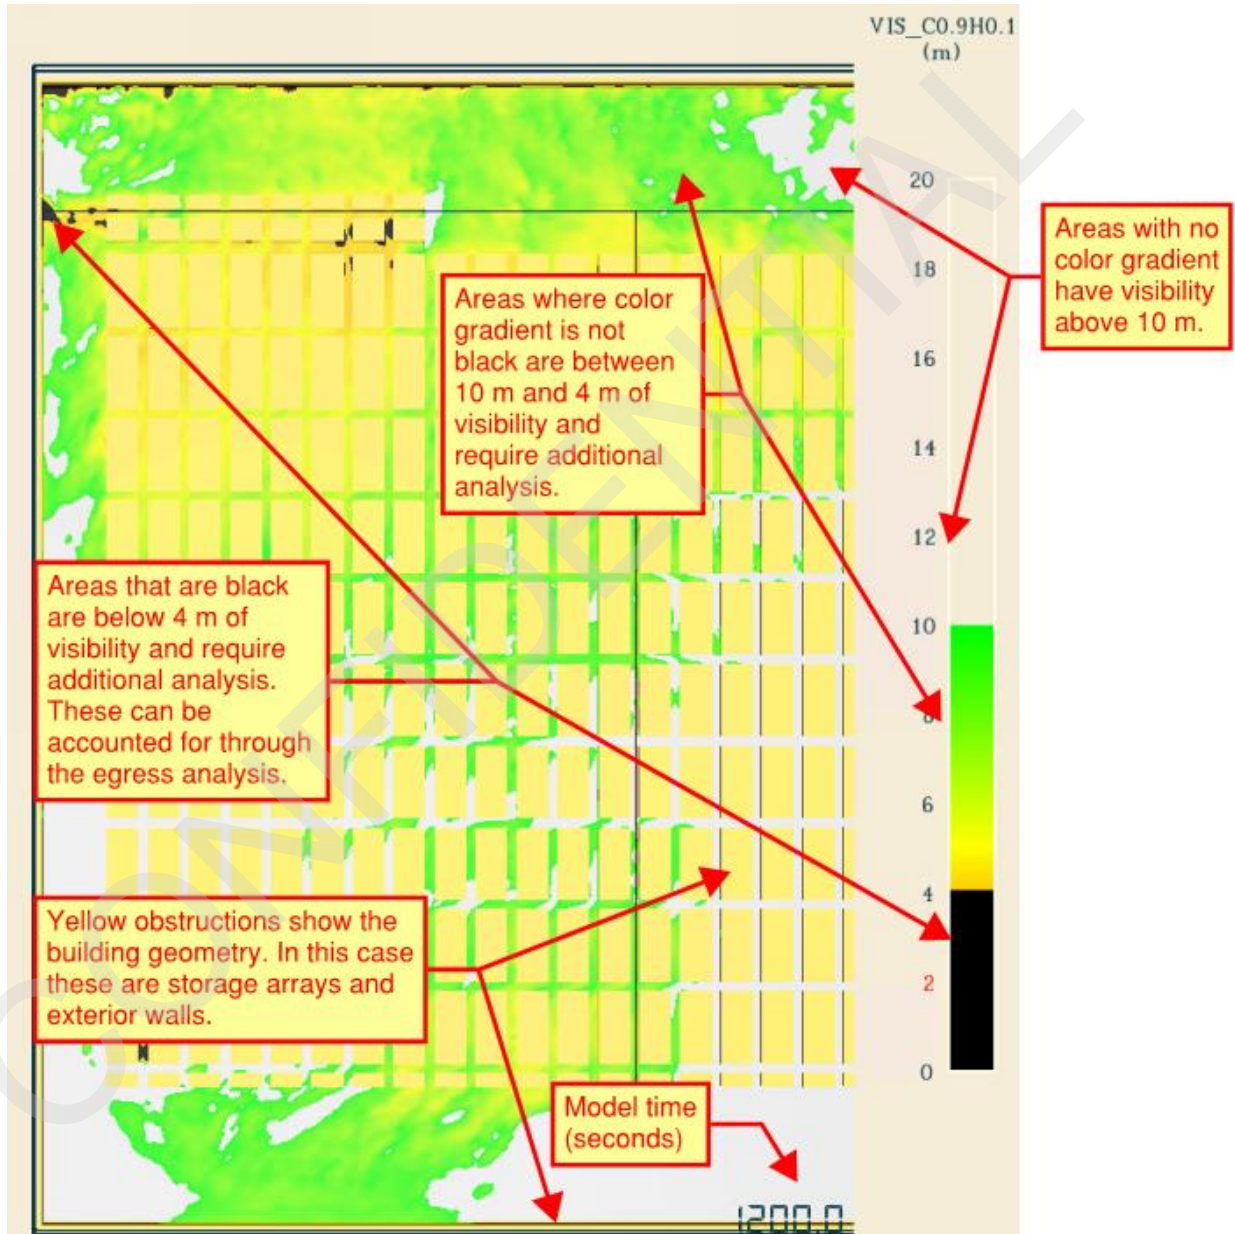 VIS_C0.9H0.1
(m)
20
18
16
14
12
10
8
6
4
2
0
Areas with no
color gradient
have visibility
above 10 m.
Areas where color
gradient is not
black are between
10 m and 4 m of
visibility and
require additional
analysis.
Areas that are black
are below 4 m of
visibility and require
additional analysis.
These can be
accounted for through
the egress analysis.
Yellow obstructions show the
building geometry. In this case
these are storage arrays and
exterior walls.
Model time
(seconds)
1200.0
CONFIDENTIAL